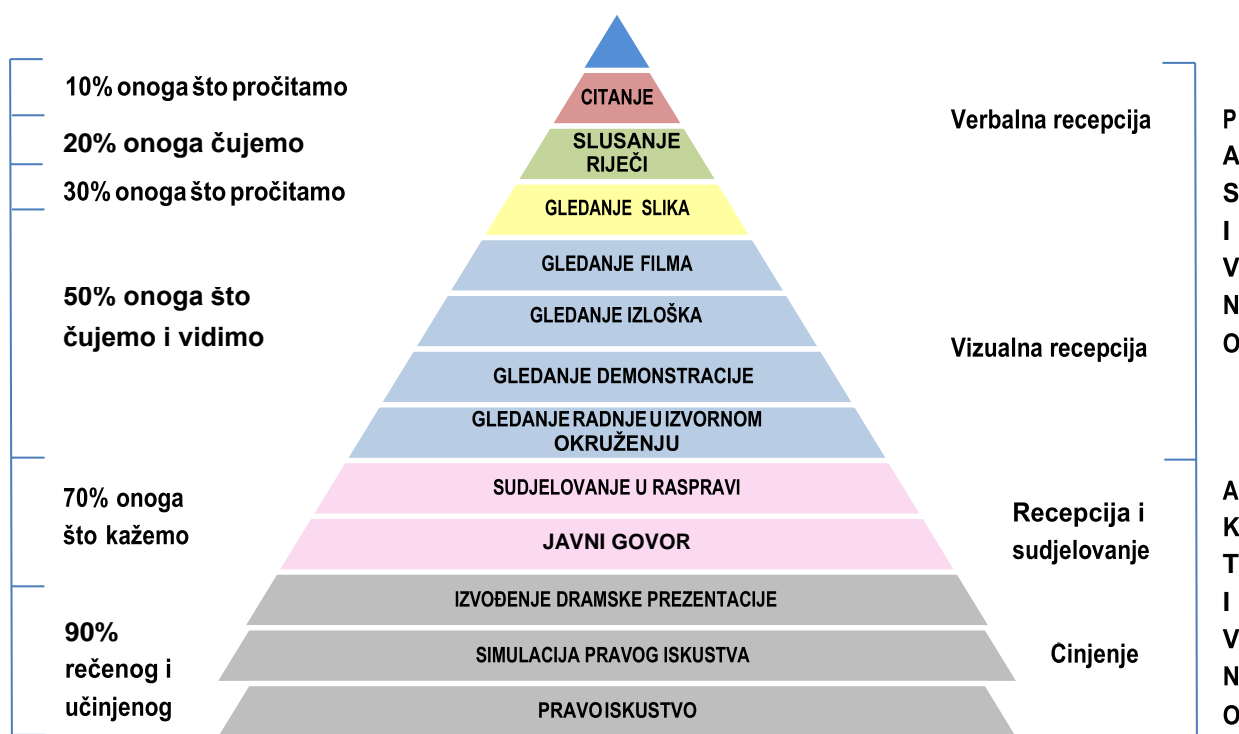 10% onoga što pročitamo
20% onoga čujemo
30% onoga što pročitamo
50% onoga što
čujemo i vidimo
70% onoga
što kažemo
90%
rečenog i
učinjenog
CITANJE
SLUSANJE
RIJEČI
GLEDANJE SLIKA
GLEDANJE FILMA
GLEDANJE IZLOŠKA
GLEDANJE DEMONSTRACIJE
GLEDANJE RADNJE U IZVORNOM
OKRUŽENJU
SUDJELOVANJE U RASPRAVI
JAVNI GOVOR
IZVOĐENJE DRAMSKE PREZENTACIJE
SIMULACIJA PRAVOG ISKUSTVA
PRAVO ISKUSTVO
Verbalna recepcija
Vizualna recepcija
Recepcija i
sudjelovanje
Cinjenje
P
A
S
I
V
N
O
A
K
T
I
V
N
O